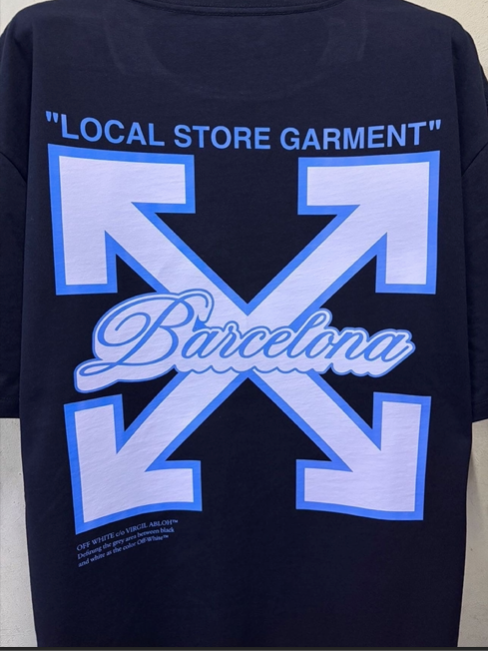 "LOCAL STORE GARMENT"
Barcelona
OFF WHITE c/o VIRGIL ABLOH™
Defining the grey area between black
and white as the color Off-White™